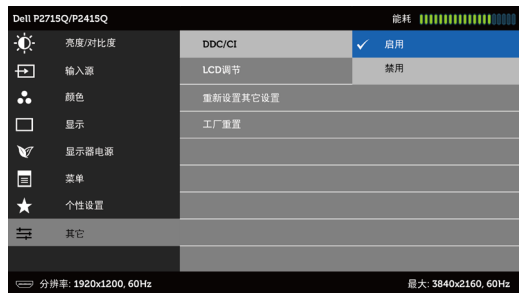 Dell P2715Q/P2415Q 能耗
亮度/对比度 DDC/CI 启用
输入源 LCD调节 禁用
颜色 重新设置其它设置
显示 工厂重置
显示器电源
菜单
个性设置
其它
分辨率: 1920x1200, 60Hz 最大: 3840x2160, 60Hz